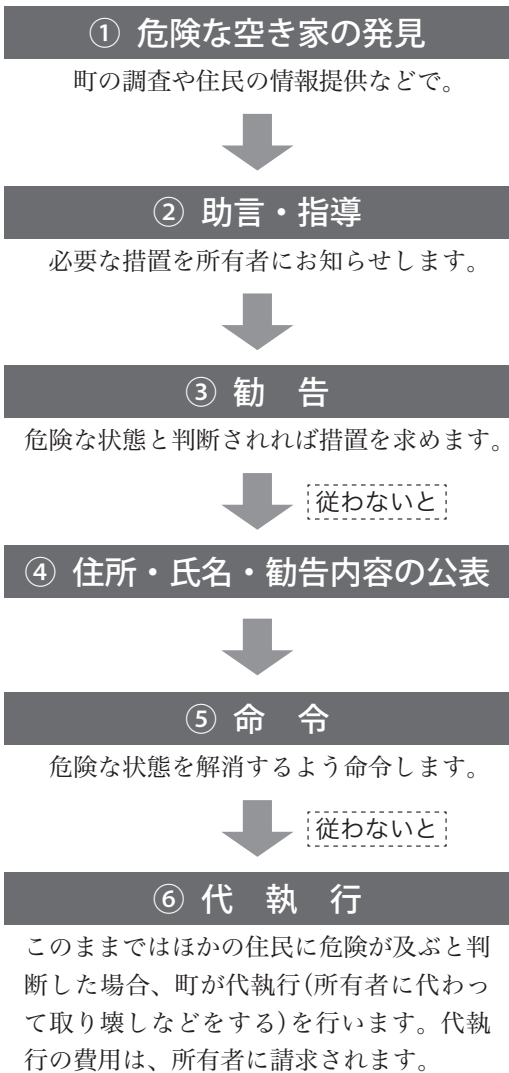 ① 危険な空き家の発見
町の調査や住民の情報提供などで。
② 助言・指導
必要な措置を所有者にお知らせします。
③ 勧　告
危険な状態と判断されれば措置を求めます。
従わないと
④ 住所・氏名・勧告内容の公表
⑤ 命　令
危険な状態を解消するよう命令します。
従わないと
⑥ 代　執　行
このままではほかの住民に危険が及ぶと判
断した場合、町が代執行(所有者に代わっ
て取り壊しなどをする)を行います。代執
行の費用は、所有者に請求されます。